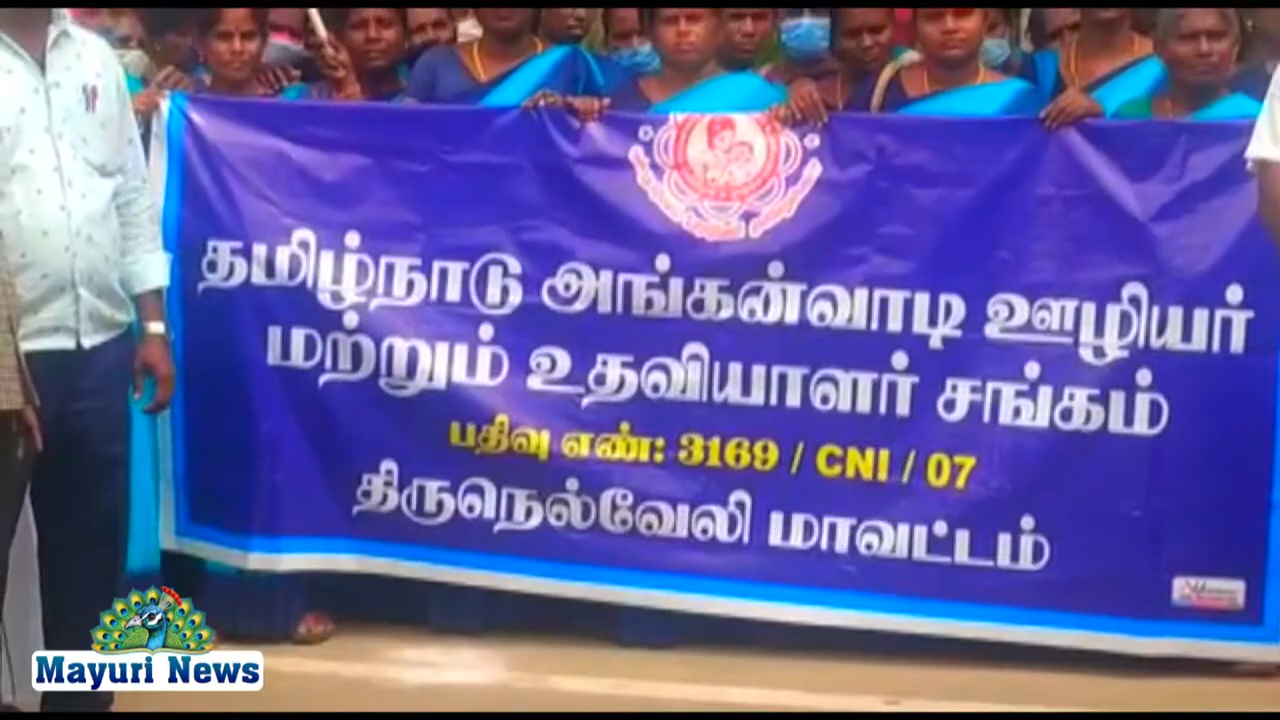 தமிழ்நாடு அங்கன்வாடி ஊழியர்
மற்றும் உதவியாளர் சங்கம்
பதிவு எண்: 3169 / CNI / 07
திருநெல்வேலி மாவட்டம்
Mayuri News